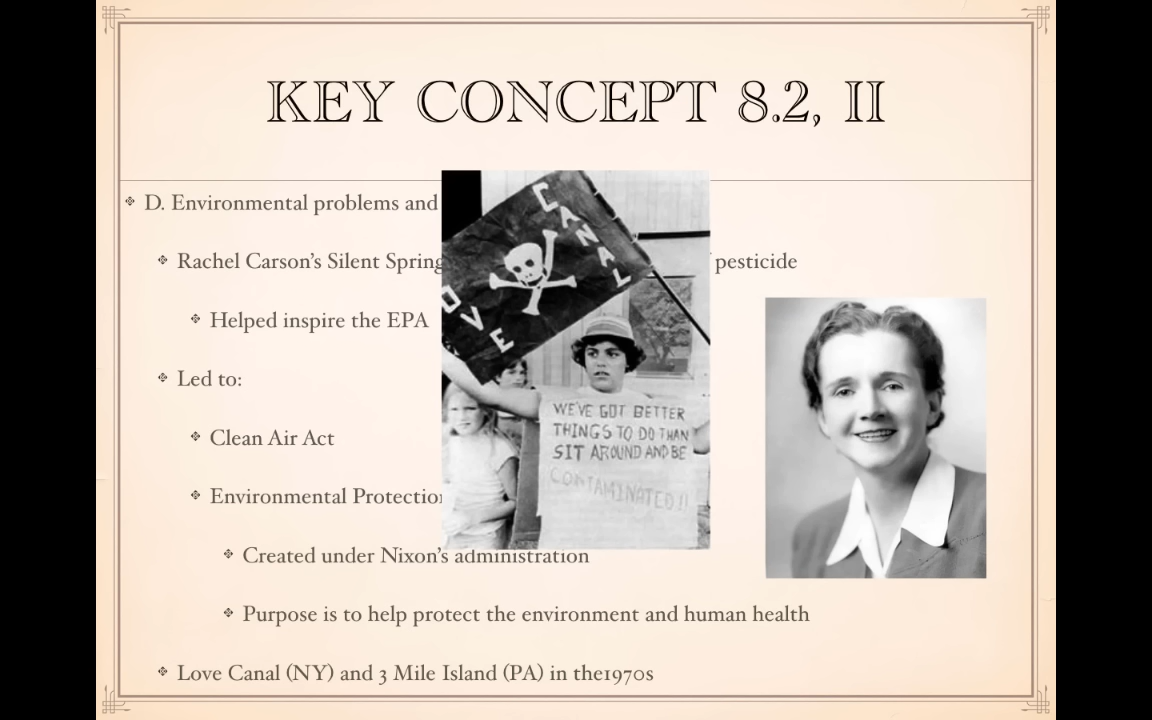 KEY CONCEPT 8.2, II
D. Environmental problems and
Rachel Carson's Silent Spring pesticide
Helped inspire the EPA
Led to:
Clean Air Act
Environmental Protection
Created under Nixon's administration
Purpose is to help protect the environment and human health
Love Canal (NY) and 3 Mile Island (PA) in the1970s
LOVE
CANAL
WE'VE GOT BETTER
THINGS TO DO THAN
SIT AROUND AND BE
CONTAMINATED!!